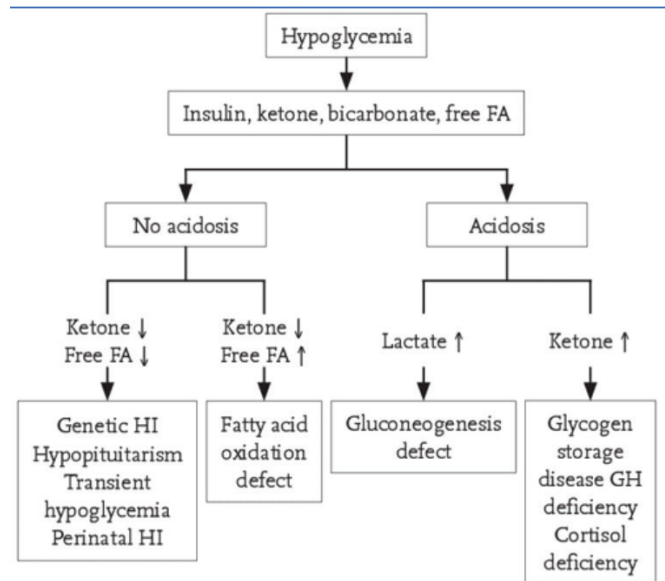 Hypoglycemia
Insulin, ketone, bicarbonate, free FA
No acidosis
Acidosis
Ketone ↓
Free FA ↓
Ketone ↓
Free FA ↑
Lactate ↑
Ketone ↑
Genetic HI
Hypopituitarism
Transient
hypoglycemia
Perinatal HI
Fatty acid
oxidation
defect
Gluconeogenesis
defect
Glycogen
storage
disease GH
deficiency
Cortisol
deficiency